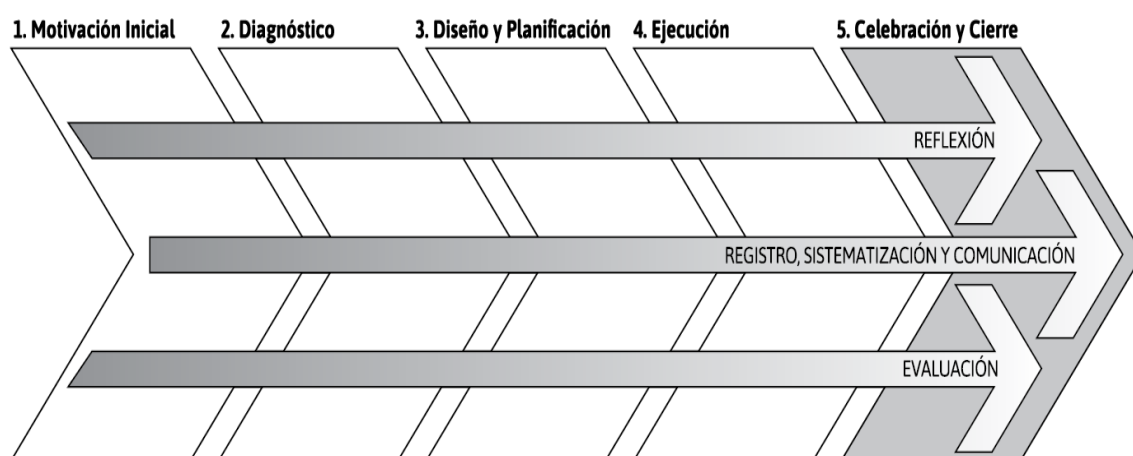 1. Motivación Inicial
2. Diagnóstico
3. Diseño y Planificación
4. Ejecución
5. Celebración y Cierre
REFLEXIÓN
REGISTRO, SISTEMATIZACIÓN Y COMUNICACIÓN
EVALUACIÓN